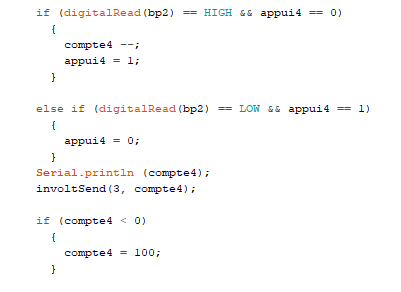 if (digitalRead(bp2) == HIGH && appui4 == 0)
{
compte4 --;
appui4 = 1;
}
else if (digitalRead(bp2) == LOW && appui4 == 1)
{
appui4 = 0;
}
Serial.println (compte4);
involtSend(3, compte4);
if (compte4 < 0)
{
compte4 = 100;
}